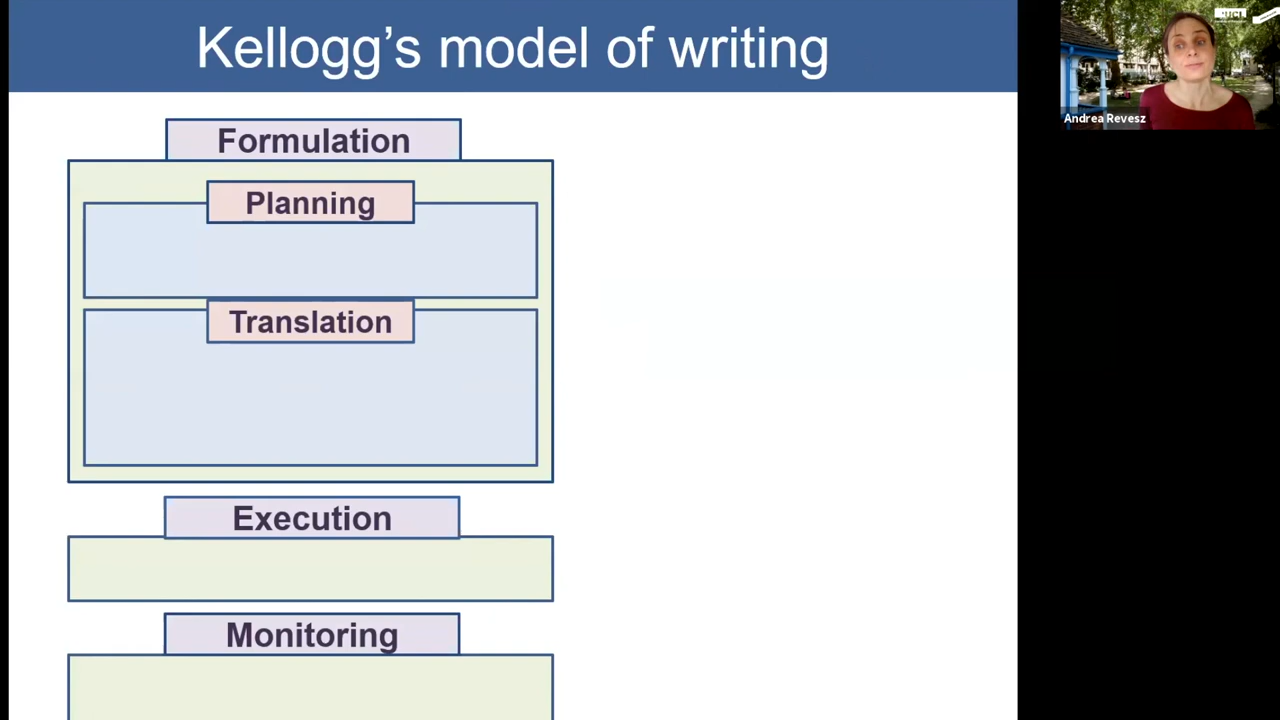 Kellogg's model of writing
Formulation
Planning
Translation
Execution
Monitoring
Andrea Revesz